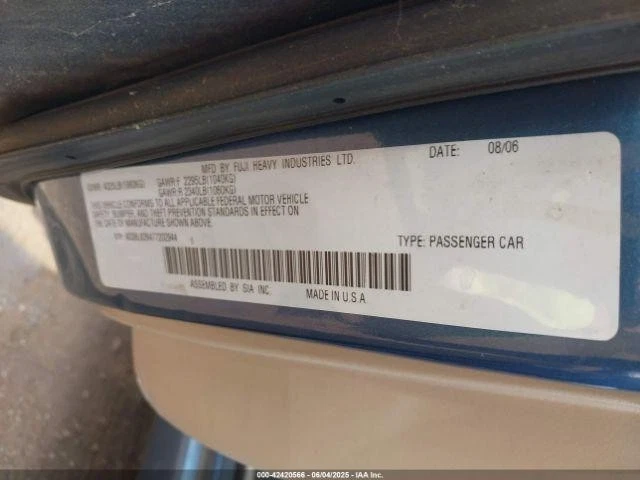 MFD BY FUJI HEAVY INDUSTRIES LTD. DATE: 08/06
GAWR:F 2295LB(1040KG)
GAWR:R 2340LB(1060KG)
THIS VEHICLE CONFORMS TO ALL APPLICABLE FEDERAL MOTOR VEHICLE
SAFETY, BUMPER, AND THEFT PREVENTION STANDARDS IN EFFECT ON
THE DATE OF MANUFACTURE SHOWN ABOVE.
TYPE: PASSENGER CAR
ASSEMBLED BY SIA INC.
MADE IN U.S.A
000-42420566 - 06/04/2025 - IAA Inc.